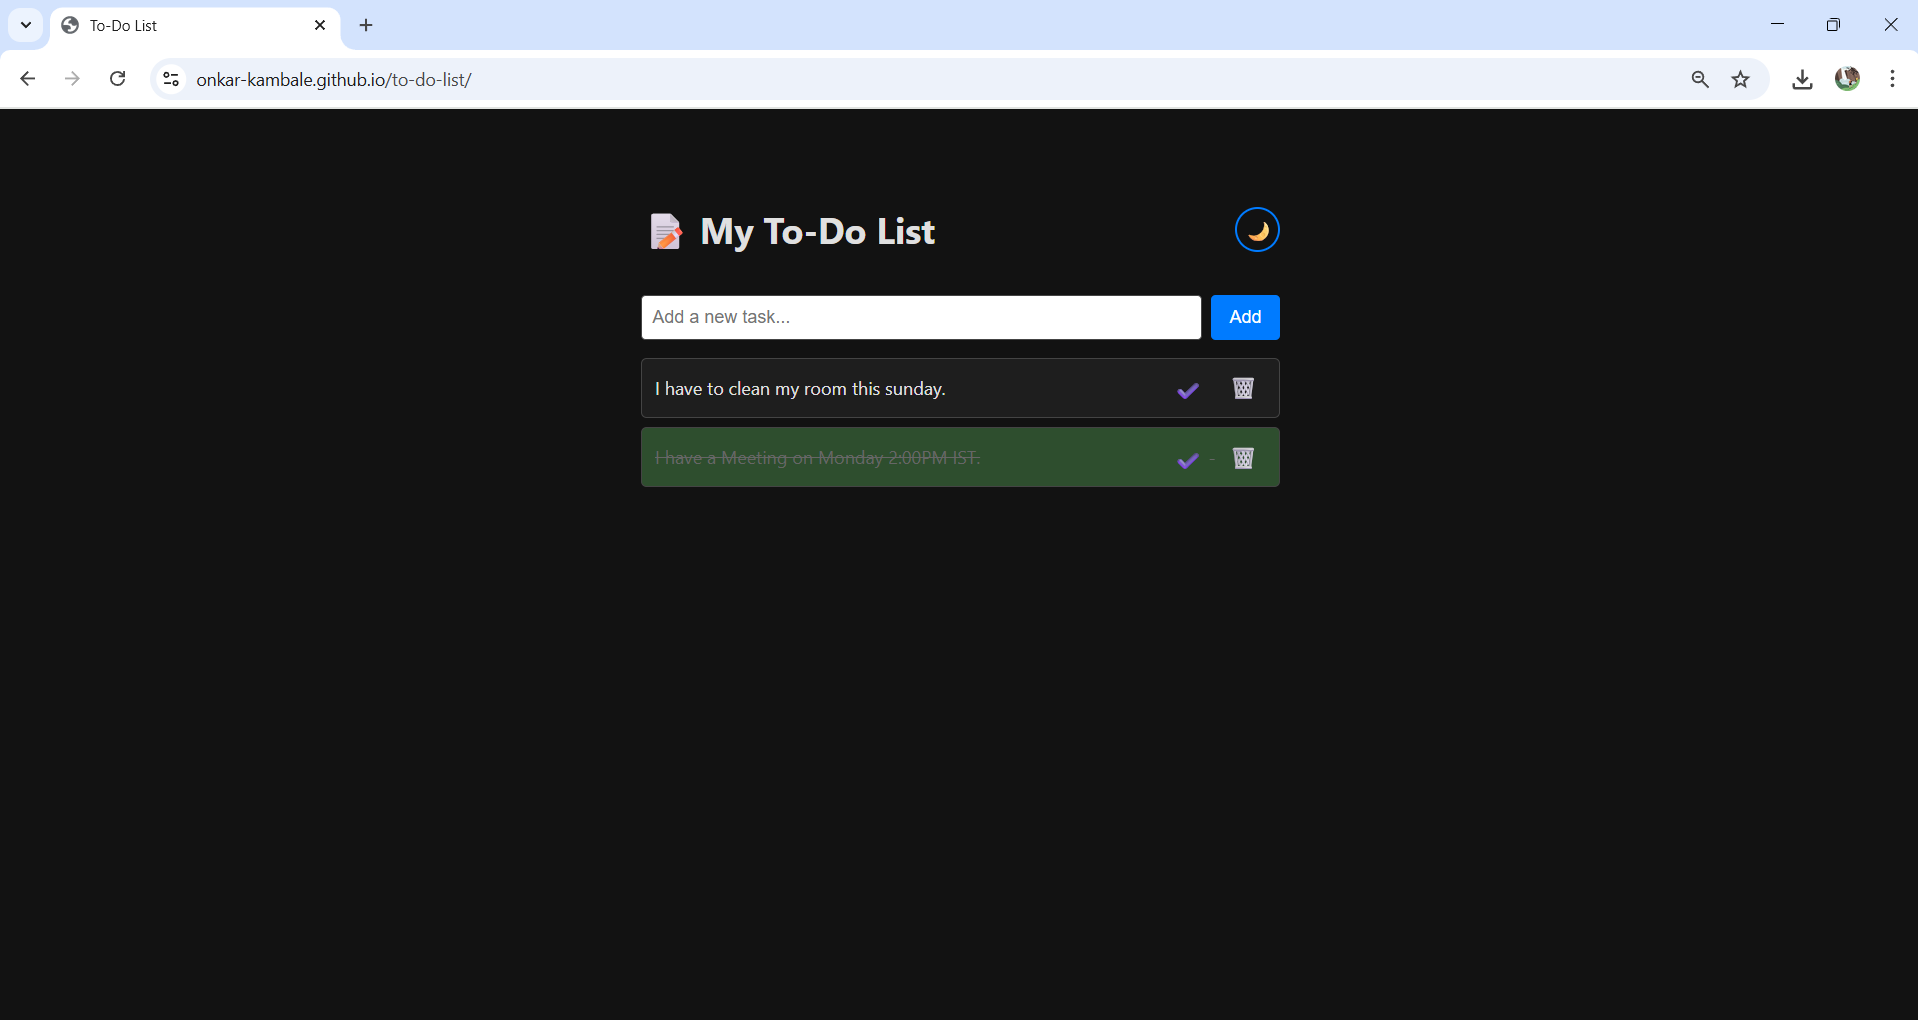 To-Do List
onkar-kambale.github.io/to-do-list/
My To-Do List
Add a new task...
Add
I have to clean my room this sunday.
I have a Meeting on Monday 2:00PM IST.